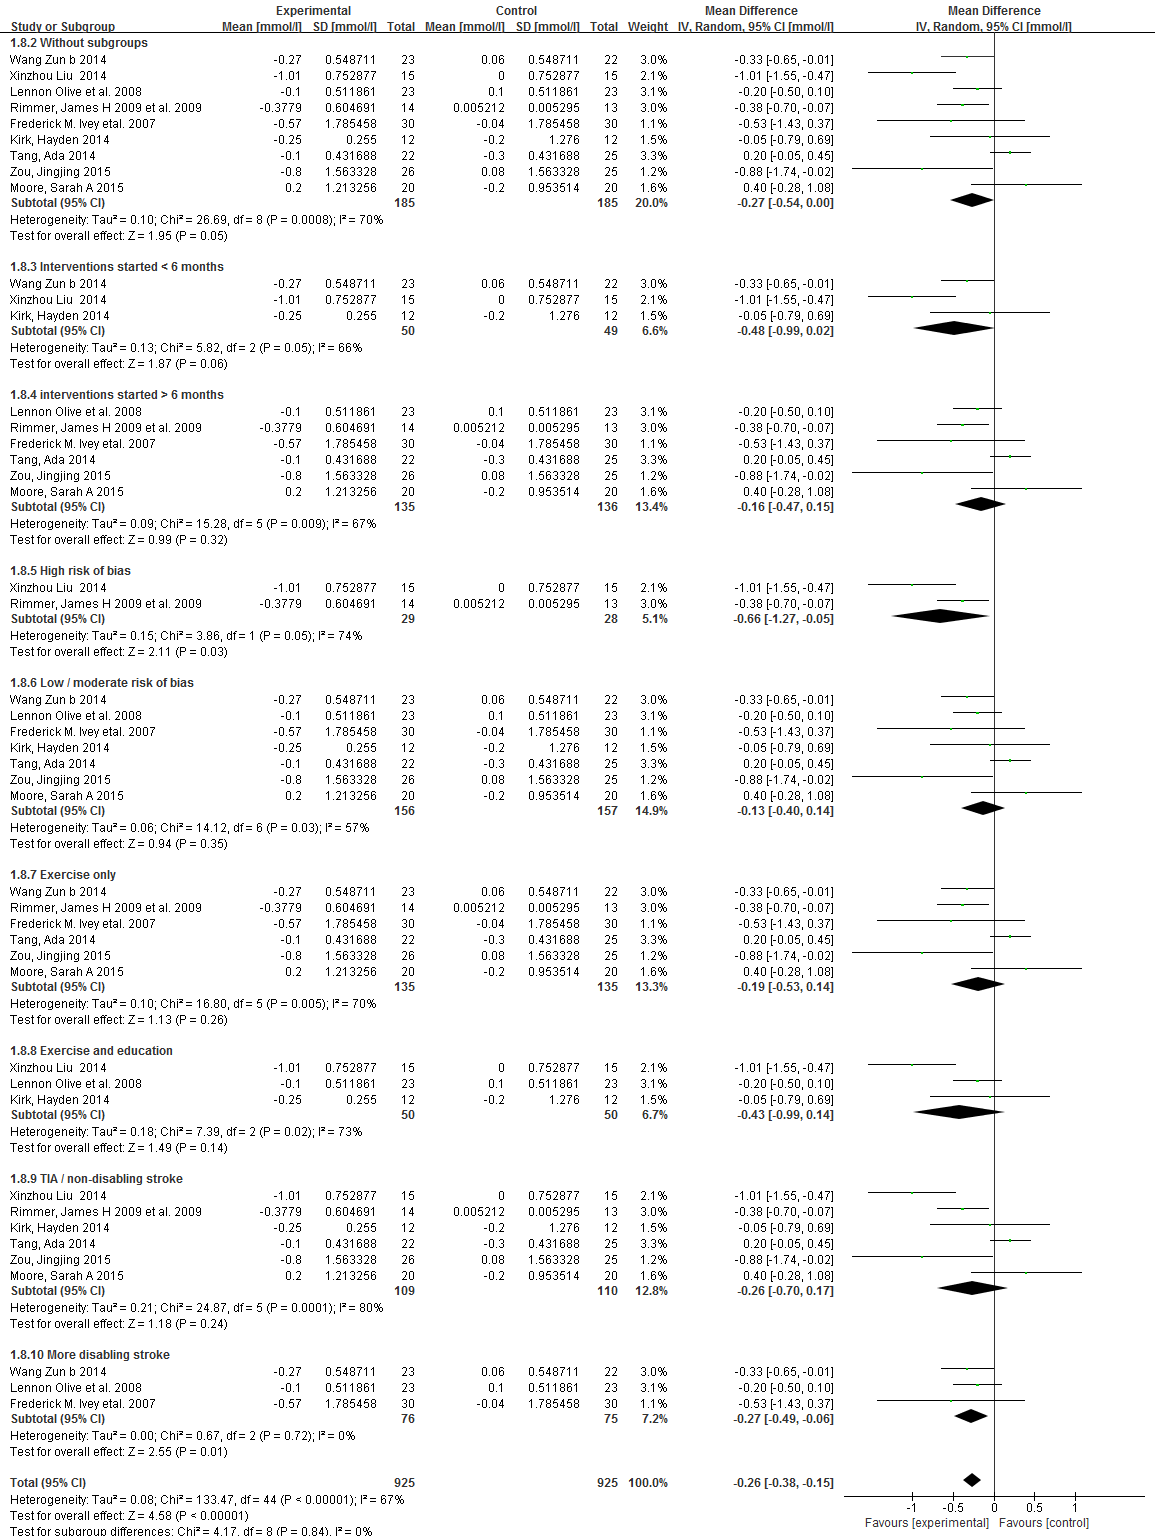 Experimental Control Mean Difference Mean Difference
Study or Subgroup Mean [mmol/l] SD [mmol/l] Total Mean [mmol/l] SD [mmol/l] Total Weight IV, Random, 95% CI [mmol/l] IV, Random, 95% CI [mmol/l]
1.8.2 Without subgroups
Wang Zun b 2014 -0.27 0.548711 23 0.06 0.548711 22 3.0% -0.33 [-0.65, -0.01]
Xinzhou Liu 2014 -1.01 0.752877 15 0 0.752877 15 2.1% -1.01 [-1.55, -0.47]
Lennon Olive et al. 2008 -0.1 0.511861 23 0.1 0.511861 23 3.1% -0.20 [-0.50, 0.10]
Rimmer, James H 2009 et al. 2009 -0.3779 0.604691 14 0.005212 0.005295 13 3.0% -0.38 [-0.70, -0.07]
Frederick M. Ivey etal. 2007 -0.57 1.785458 30 -0.04 1.785458 30 1.1% -0.53 [-1.43, 0.37]
Kirk, Hayden 2014 -0.25 0.255 12 -0.2 1.276 12 1.5% -0.05 [-0.79, 0.69]
Tang, Ada 2014 -0.1 0.431688 22 -0.3 0.431688 25 3.3% 0.20 [-0.05, 0.45]
Zou, Jingjing 2015 -0.8 1.563328 26 0.08 1.563328 25 1.2% -0.88 [-1.74, -0.02]
Moore, Sarah A 2015 0.2 1.213256 20 -0.2 0.953514 20 1.6% 0.40 [-0.28, 1.08]
Subtotal (95% CI) 185 185 20.0% -0.27 [-0.54, 0.00]
Heterogeneity: Tau² = 0.10; Chi² = 26.69, df = 8 (P = 0.0008); I² = 70%
Test for overall effect: Z = 1.95 (P = 0.05)
1.8.3 Interventions started < 6 months
Wang Zun b 2014 -0.27 0.548711 23 0.06 0.548711 22 3.0% -0.33 [-0.65, -0.01]
Xinzhou Liu 2014 -1.01 0.752877 15 0 0.752877 15 2.1% -1.01 [-1.55, -0.47]
Kirk, Hayden 2014 -0.25 0.255 12 -0.2 1.276 12 1.5% -0.05 [-0.79, 0.69]
Subtotal (95% CI) 50 49 6.6% -0.48 [-0.99, 0.02]
Heterogeneity: Tau² = 0.13; Chi² = 5.82, df = 2 (P = 0.05); I² = 66%
Test for overall effect: Z = 1.87 (P = 0.06)
1.8.4 interventions started > 6 months
Lennon Olive et al. 2008 -0.1 0.511861 23 0.1 0.511861 23 3.1% -0.20 [-0.50, 0.10]
Rimmer, James H 2009 et al. 2009 -0.3779 0.604691 14 0.005212 0.005295 13 3.0% -0.38 [-0.70, -0.07]
Frederick M. Ivey etal. 2007 -0.57 1.785458 30 -0.04 1.785458 30 1.1% -0.53 [-1.43, 0.37]
Tang, Ada 2014 -0.1 0.431688 22 -0.3 0.431688 25 3.3% 0.20 [-0.05, 0.45]
Zou, Jingjing 2015 -0.8 1.563328 26 0.08 1.563328 25 1.2% -0.88 [-1.74, -0.02]
Moore, Sarah A 2015 0.2 1.213256 20 -0.2 0.953514 20 1.6% 0.40 [-0.28, 1.08]
Subtotal (95% CI) 135 136 13.4% -0.16 [-0.47, 0.15]
Heterogeneity: Tau² = 0.09; Chi² = 15.28, df = 5 (P = 0.009); I² = 67%
Test for overall effect: Z = 0.99 (P = 0.32)
1.8.5 High risk of bias
Xinzhou Liu 2014 -1.01 0.752877 15 0 0.752877 15 2.1% -1.01 [-1.55, -0.47]
Rimmer, James H 2009 et al. 2009 -0.3779 0.604691 14 0.005212 0.005295 13 3.0% -0.38 [-0.70, -0.07]
Subtotal (95% CI) 29 28 5.1% -0.66 [-1.27, -0.05]
Heterogeneity: Tau² = 0.15; Chi² = 3.86, df = 1 (P = 0.05); I² = 74%
Test for overall effect: Z = 2.11 (P = 0.03)
1.8.6 Low / moderate risk of bias
Wang Zun b 2014 -0.27 0.548711 23 0.06 0.548711 22 3.0% -0.33 [-0.65, -0.01]
Lennon Olive et al. 2008 -0.1 0.511861 23 0.1 0.511861 23 3.1% -0.20 [-0.50, 0.10]
Frederick M. Ivey etal. 2007 -0.57 1.785458 30 -0.04 1.785458 30 1.1% -0.53 [-1.43, 0.37]
Kirk, Hayden 2014 -0.25 0.255 12 -0.2 1.276 12 1.5% -0.05 [-0.79, 0.69]
Tang, Ada 2014 -0.1 0.431688 22 -0.3 0.431688 25 3.3% 0.20 [-0.05, 0.45]
Zou, Jingjing 2015 -0.8 1.563328 26 0.08 1.563328 25 1.2% -0.88 [-1.74, -0.02]
Moore, Sarah A 2015 0.2 1.213256 20 -0.2 0.953514 20 1.6% 0.40 [-0.28, 1.08]
Subtotal (95% CI) 156 157 14.9% -0.13 [-0.40, 0.14]
Heterogeneity: Tau² = 0.06; Chi² = 14.12, df = 6 (P = 0.03); I² = 57%
Test for overall effect: Z = 0.94 (P = 0.35)
1.8.7 Exercise only
Wang Zun b 2014 -0.27 0.548711 23 0.06 0.548711 22 3.0% -0.33 [-0.65, -0.01]
Rimmer, James H 2009 et al. 2009 -0.3779 0.604691 14 0.005212 0.005295 13 3.0% -0.38 [-0.70, -0.07]
Frederick M. Ivey etal. 2007 -0.57 1.785458 30 -0.04 1.785458 30 1.1% -0.53 [-1.43, 0.37]
Tang, Ada 2014 -0.1 0.431688 22 -0.3 0.431688 25 3.3% 0.20 [-0.05, 0.45]
Zou, Jingjing 2015 -0.8 1.563328 26 0.08 1.563328 25 1.2% -0.88 [-1.74, -0.02]
Moore, Sarah A 2015 0.2 1.213256 20 -0.2 0.953514 20 1.6% 0.40 [-0.28, 1.08]
Subtotal (95% CI) 135 135 13.3% -0.19 [-0.53, 0.14]
Heterogeneity: Tau² = 0.10; Chi² = 16.80, df = 5 (P = 0.005); I² = 70%
Test for overall effect: Z = 1.13 (P = 0.26)
1.8.8 Exercise and education
Xinzhou Liu 2014 -1.01 0.752877 15 0 0.752877 15 2.1% -1.01 [-1.55, -0.47]
Lennon Olive et al. 2008 -0.1 0.511861 23 0.1 0.511861 23 3.1% -0.20 [-0.50, 0.10]
Kirk, Hayden 2014 -0.25 0.255 12 -0.2 1.276 12 1.5% -0.05 [-0.79, 0.69]
Subtotal (95% CI) 50 50 6.7% -0.43 [-0.99, 0.14]
Heterogeneity: Tau² = 0.18; Chi² = 7.39, df = 2 (P = 0.02); I² = 73%
Test for overall effect: Z = 1.49 (P = 0.14)
1.8.9 TIA / non-disabling stroke
Xinzhou Liu 2014 -1.01 0.752877 15 0 0.752877 15 2.1% -1.01 [-1.55, -0.47]
Rimmer, James H 2009 et al. 2009 -0.3779 0.604691 14 0.005212 0.005295 13 3.0% -0.38 [-0.70, -0.07]
Kirk, Hayden 2014 -0.25 0.255 12 -0.2 1.276 12 1.5% -0.05 [-0.79, 0.69]
Tang, Ada 2014 -0.1 0.431688 22 -0.3 0.431688 25 3.3% 0.20 [-0.05, 0.45]
Zou, Jingjing 2015 -0.8 1.563328 26 0.08 1.563328 25 1.2% -0.88 [-1.74, -0.02]
Moore, Sarah A 2015 0.2 1.213256 20 -0.2 0.953514 20 1.6% 0.40 [-0.28, 1.08]
Subtotal (95% CI) 109 110 12.8% -0.26 [-0.70, 0.17]
Heterogeneity: Tau² = 0.21; Chi² = 24.87, df = 5 (P = 0.0001); I² = 80%
Test for overall effect: Z = 1.18 (P = 0.24)
1.8.10 More disabling stroke
Wang Zun b 2014 -0.27 0.548711 23 0.06 0.548711 22 3.0% -0.33 [-0.65, -0.01]
Lennon Olive et al. 2008 -0.1 0.511861 23 0.1 0.511861 23 3.1% -0.20 [-0.50, 0.10]
Frederick M. Ivey etal. 2007 -0.57 1.785458 30 -0.04 1.785458 30 1.1% -0.53 [-1.43, 0.37]
Subtotal (95% CI) 76 75 7.2% -0.27 [-0.49, -0.06]
Heterogeneity: Tau² = 0.00; Chi² = 0.67, df = 2 (P = 0.72); I² = 0%
Test for overall effect: Z = 2.55 (P = 0.01)
Total (95% CI) 925 925 100.0% -0.26 [-0.38, -0.15]
Heterogeneity: Tau² = 0.08; Chi² = 133.47, df = 44 (P < 0.00001); I² = 67%
Test for overall effect: Z = 4.58 (P < 0.00001)
Test for subgroup differences: Chi² = 4.17, df = 8 (P = 0.84), I² = 0%
-1 -0.5 0 0.5 1
Favours [experimental] Favours [control]